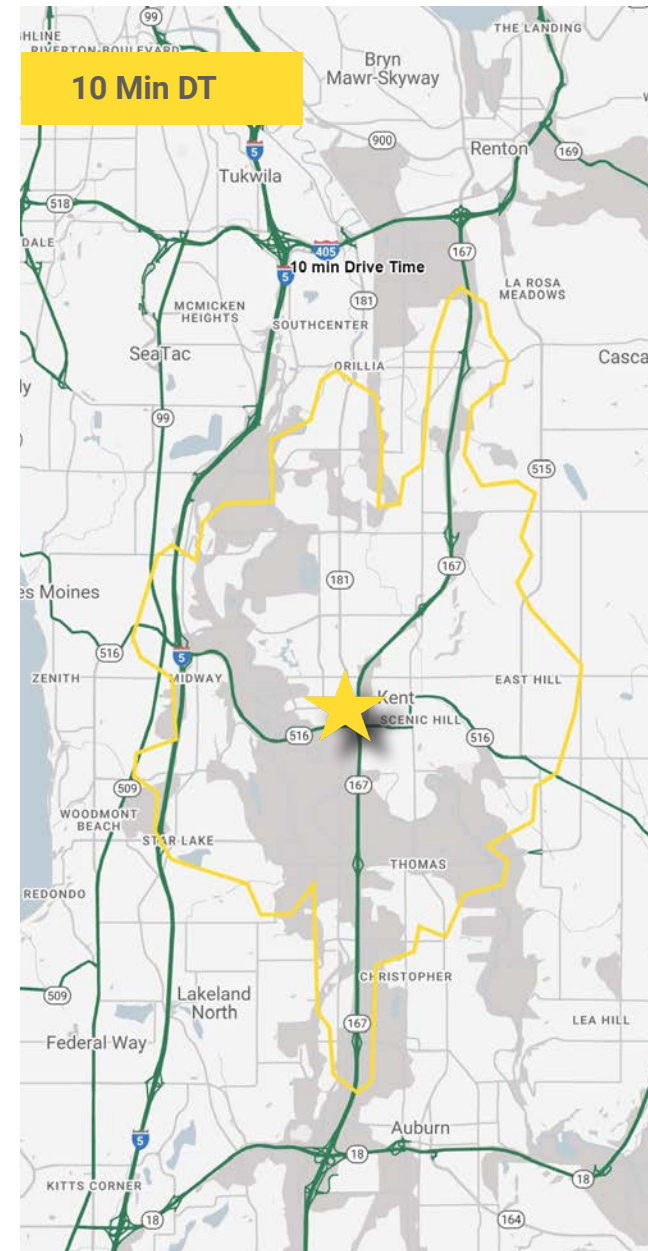 99
THE LANDING
HLINE
RIVERTON-BOULEVARD
10 Min DT
Bryn
Mawr-Skyway
5
900
Renton
169
Tukwila
518
DALE
405
167
5
10 min Drive Time
181
LA ROSA
MEADOWS
MCMICKEN
HEIGHTS
SOUTHCENTER
SeaTac
ORILLIA
Casca
ly
99
515
167
181
es Moines
516
5
ZENITH
MIDWAY
EAST HILL
Kent
SCENIC HILL
516
516
167
509
WOODMONT
BEACH
STAR LAKE
THOMAS
REDONDO
CHRISTOPHER
509
Lakeland
North
167
LEA HILL
Federal Way
Auburn
5
18
18
KITTS CORNER
18
164